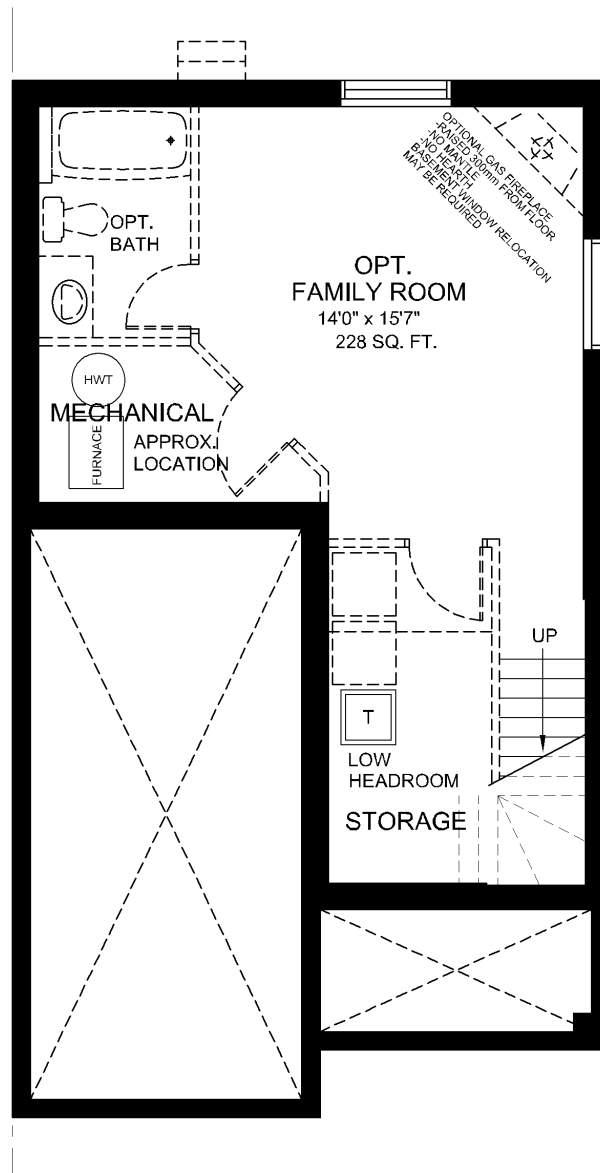 OPTIONAL GAS FIREPLACE
-RAISED 300mm FROM FLOOR
-NO MANTLE
-NO HEARTH
BASEMENT WINDOW RELOCATION
MAY BE REQUIRED
OPT.
BATH
OPT.
FAMILY ROOM
14'0" x 15'7"
228 SQ. FT.
HWT
MECHANICAL
FURNACE
APPROX.
LOCATION
UP
T
LOW
HEADROOM
STORAGE